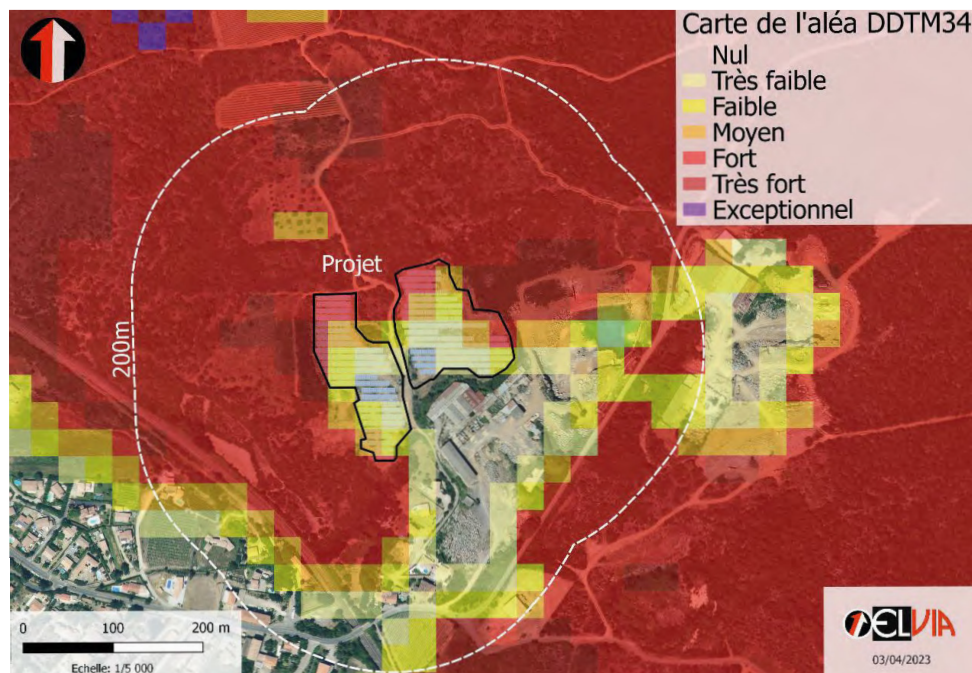 Carte de l'aléa DDTM34
Nul
Très faible
Faible
Moyen
Fort
Très fort
Exceptionnel
Projet
200m
0 100 200 m
Echelle: 1/5 000
ELVIA
03/04/2023